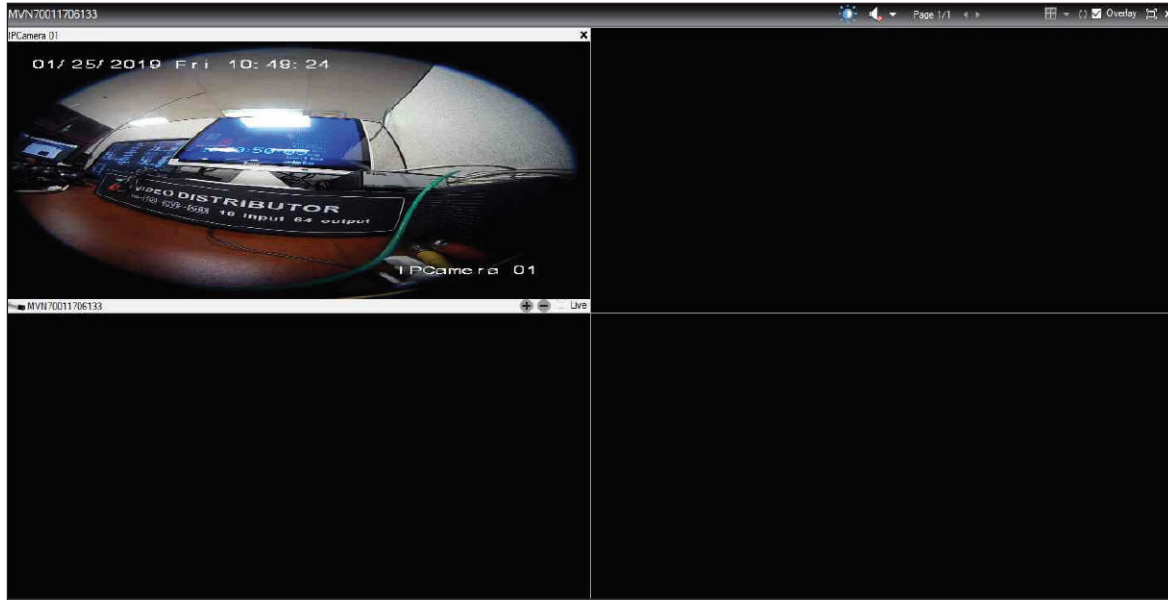 MVN70011706133
Page 1/1
Overlay
IPCamera 01
01/25/2019 Fri 10:49:24
VIDEO DISTRIBUTOR
16 input 64 output
IPCamera 01
MVN70011706133
Live